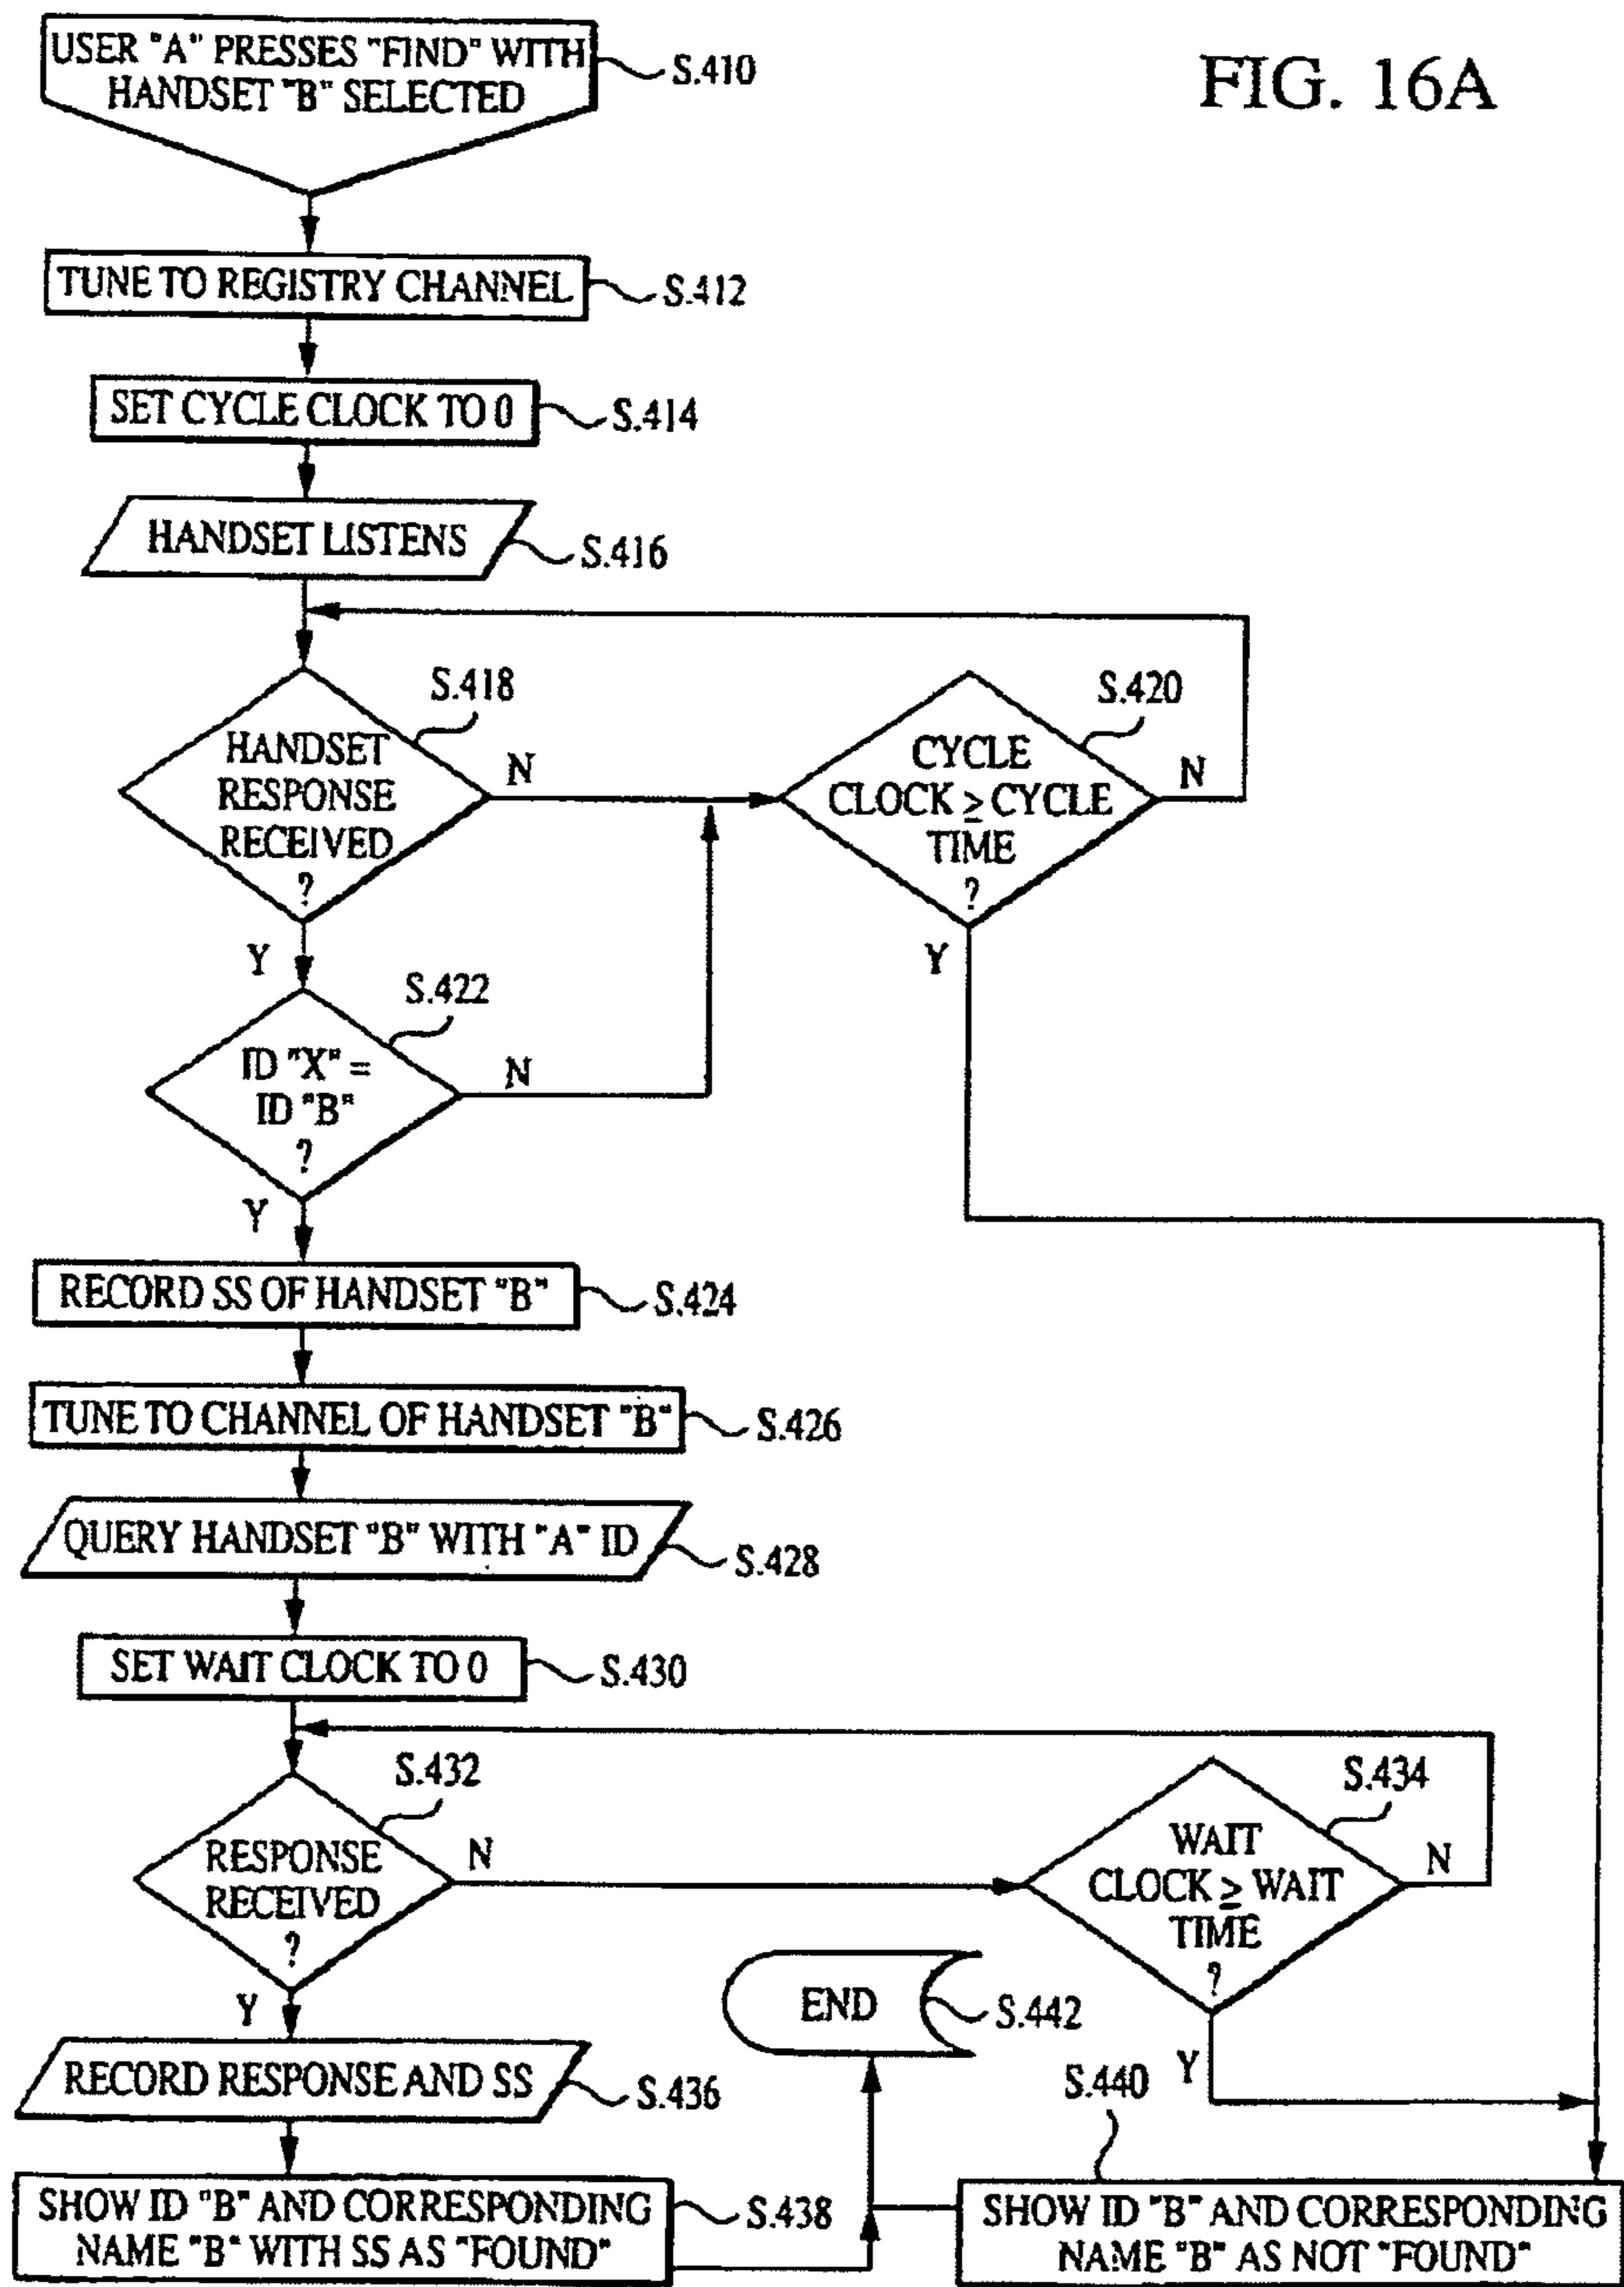 FIG. 16A
USER "A" PRESSES "FIND" WITH
HANDSET "B" SELECTED
S.410
TUNE TO REGISTRY CHANNEL
S.412
SET CYCLE CLOCK TO 0
S.414
HANDSET LISTENS
S.416
S.418
HANDSET
RESPONSE
RECEIVED
?
N
Y
S.420
CYCLE
CLOCK ≥ CYCLE
TIME
?
N
Y
S.422
ID "X" =
ID "B"
?
N
Y
RECORD SS OF HANDSET "B"
S.424
TUNE TO CHANNEL OF HANDSET "B"
S.426
QUERY HANDSET "B" WITH "A" ID
S.428
SET WAIT CLOCK TO 0
S.430
S.432
RESPONSE
RECEIVED
?
N
Y
S.434
WAIT
CLOCK ≥ WAIT
TIME
?
N
Y
END
S.442
RECORD RESPONSE AND SS
S.436
S.440
SHOW ID "B" AND CORRESPONDING
NAME "B" WITH SS AS "FOUND"
S.438
SHOW ID "B" AND CORRESPONDING
NAME "B" AS NOT "FOUND"